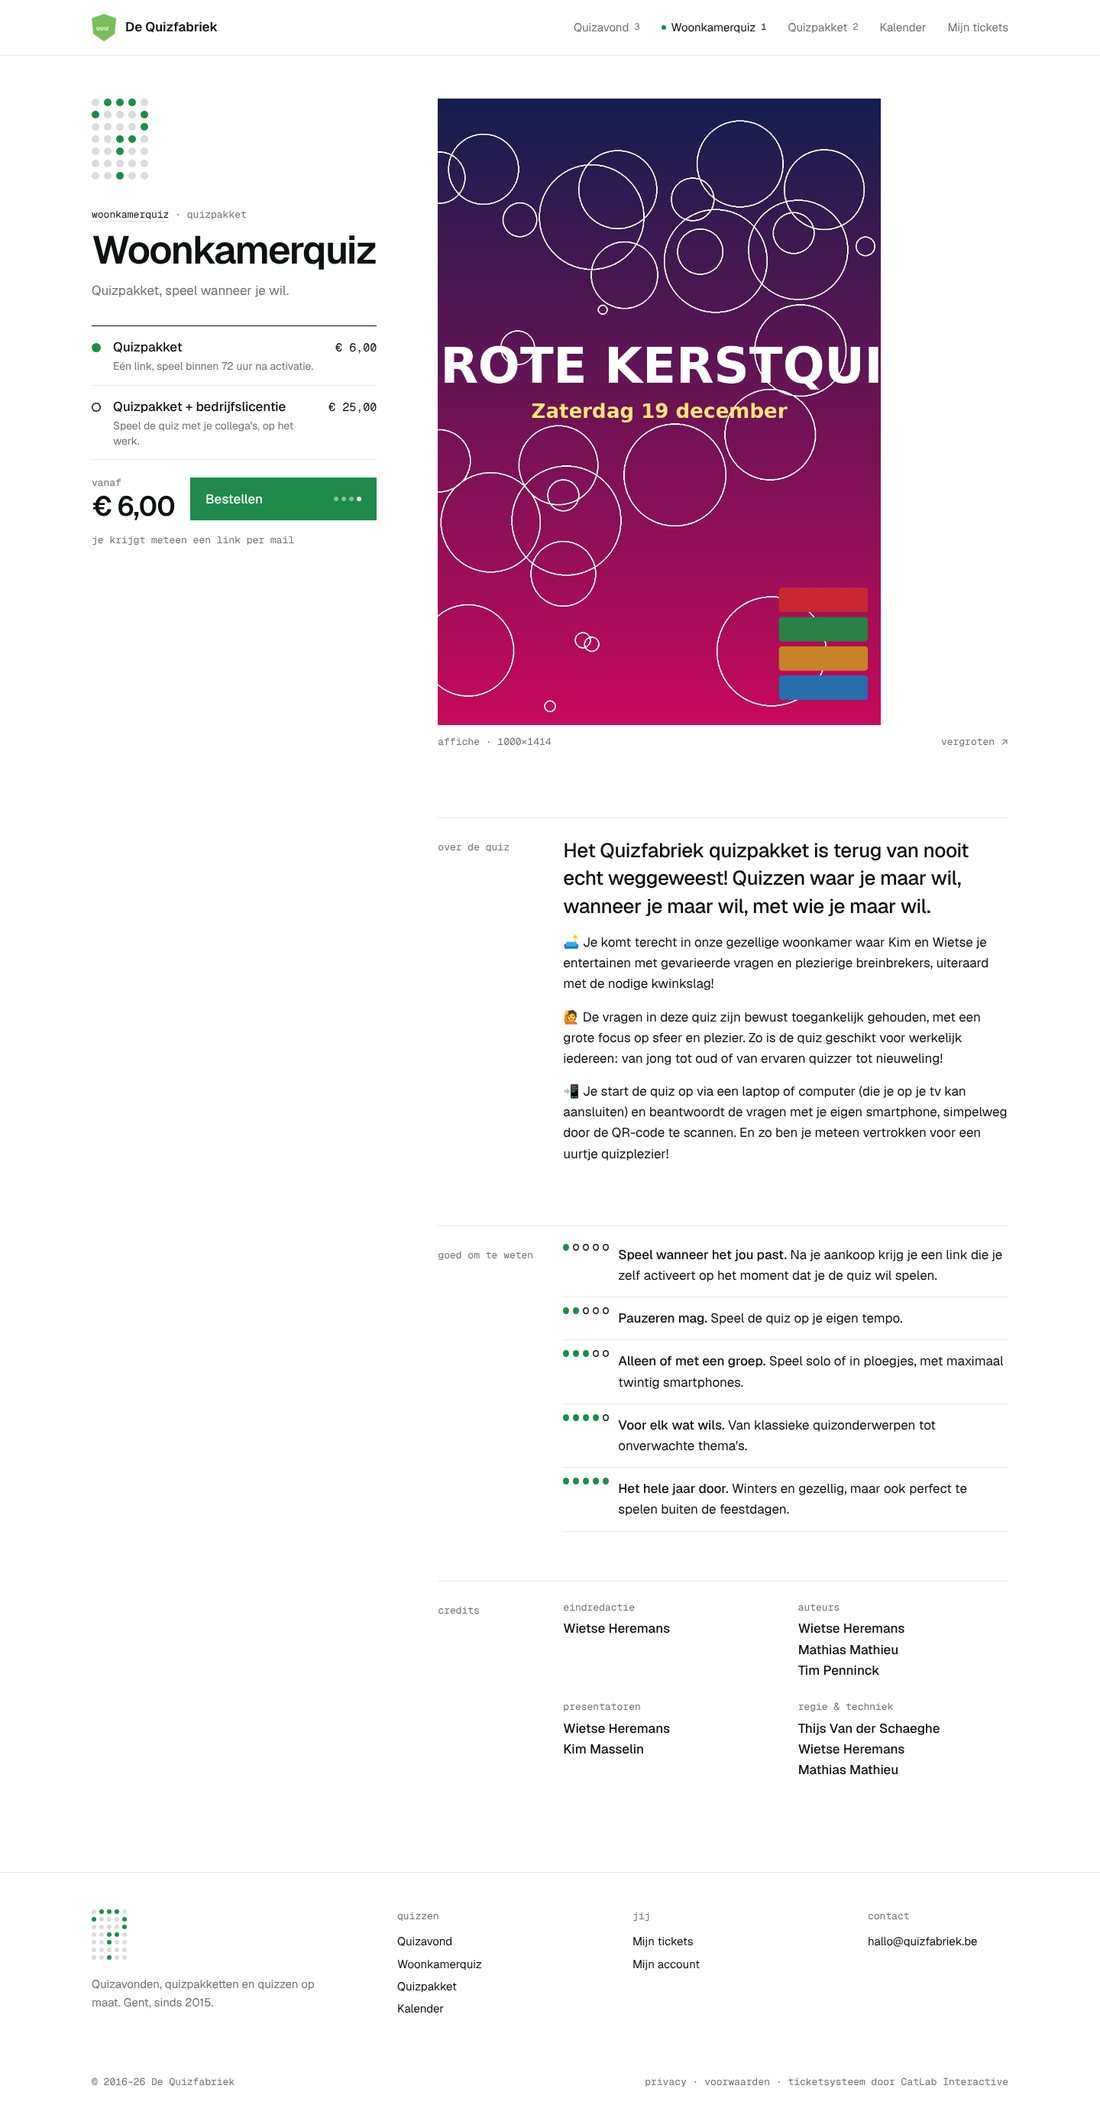 QUIZ
De Quizfabriek
Quizavond 3
Woonkamerquiz 1
Quizpakket 2
Kalender
Mijn tickets
woonkamerquiz · quizpakket
Woonkamerquiz
Quizpakket, speel wanneer je wil.
Quizpakket € 6,00
Eén link, speel binnen 72 uur na activatie.
Quizpakket + bedrijfslicentie € 25,00
Speel de quiz met je collega's, op het
werk.
vanaf
€ 6,00
Bestellen
je krijgt meteen een link per mail
ROTE KERSTQUI
Zaterdag 19 december
affiche · 1000×1414
vergroten ↗
over de quiz
Het Quizfabriek quizpakket is terug van nooit
echt weggeweest! Quizzen waar je maar wil,
wanneer je maar wil, met wie je maar wil.
🛋️ Je komt terecht in onze gezellige woonkamer waar Kim en Wietse je
entertainen met gevarieerde vragen en plezierige breinbrekers, uiteraard
met de nodige kwinkslag!
🙋 De vragen in deze quiz zijn bewust toegankelijk gehouden, met een
grote focus op sfeer en plezier. Zo is de quiz geschikt voor werkelijk
iedereen: van jong tot oud of van ervaren quizzer tot nieuweling!
📲 Je start de quiz op via een laptop of computer (die je op je tv kan
aansluiten) en beantwoordt de vragen met je eigen smartphone, simpelweg
door de QR-code te scannen. En zo ben je meteen vertrokken voor een
uurtje quizplezier!
goed om te weten
Speel wanneer het jou past. Na je aankoop krijg je een link die je
zelf activeert op het moment dat je de quiz wil spelen.
Pauzeren mag. Speel de quiz op je eigen tempo.
Alleen of met een groep. Speel solo of in ploegjes, met maximaal
twintig smartphones.
Voor elk wat wils. Van klassieke quizonderwerpen tot
onverwachte thema's.
Het hele jaar door. Winters en gezellig, maar ook perfect te
spelen buiten de feestdagen.
credits
eindredactie
Wietse Heremans
auteurs
Wietse Heremans
Mathias Mathieu
Tim Penninck
presentatoren
Wietse Heremans
Kim Masselin
regie & techniek
Thijs Van der Schaeghe
Wietse Heremans
Mathias Mathieu
Quizavonden, quizpakketten en quizzen op
maat. Gent, sinds 2015.
quizzen
Quizavond
Woonkamerquiz
Quizpakket
Kalender
jij
Mijn tickets
Mijn account
contact
hallo@quizfabriek.be
© 2016–26 De Quizfabriek
privacy · voorwaarden · ticketsysteem door CatLab Interactive